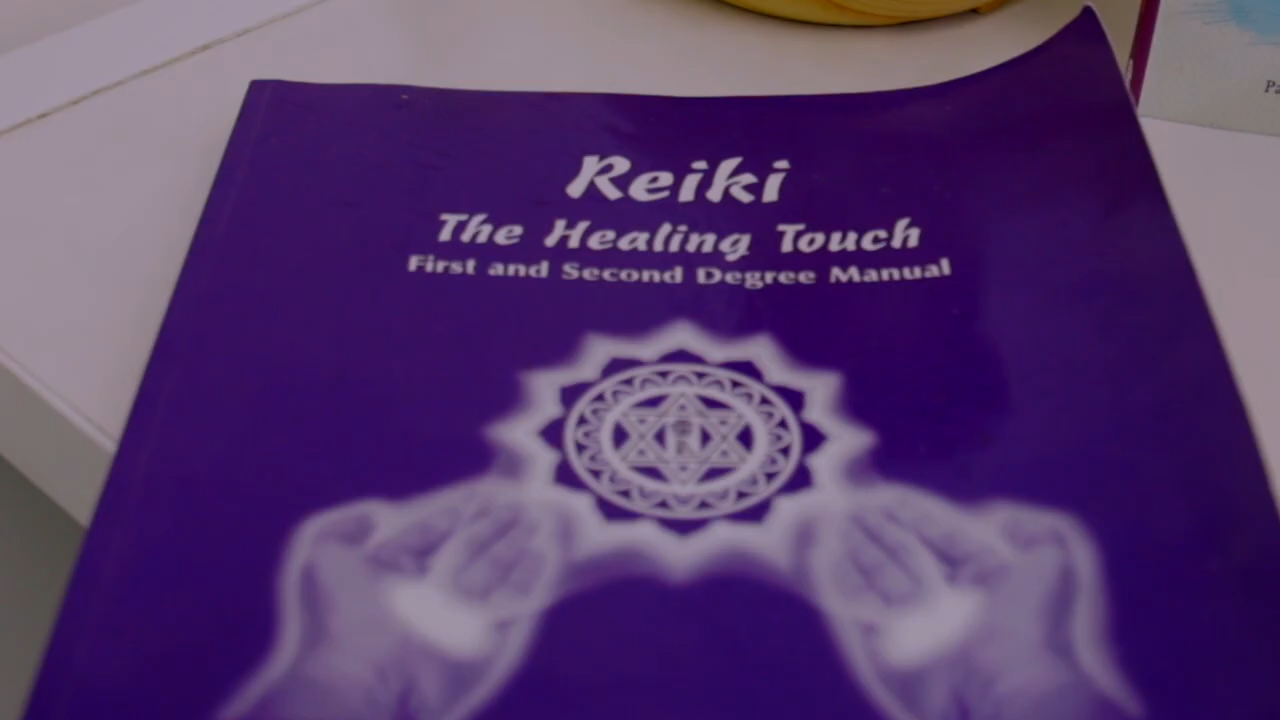 Reiki
The Healing Touch
First and Second Degree Manual